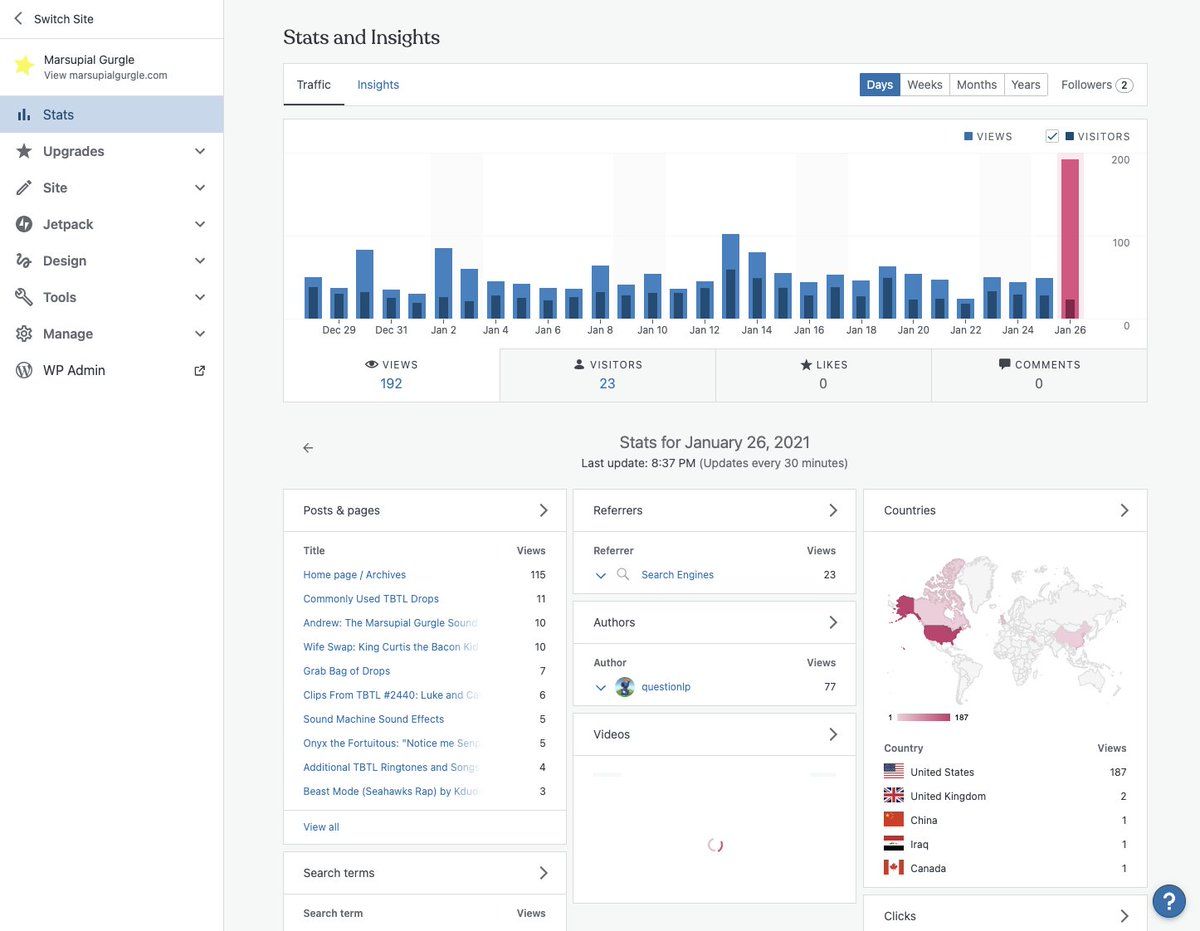 Switch Site
Marsupial Gurgle
View marsupialgurgle.com
Stats
Upgrades
Site
Jetpack
Design
Tools
Manage
WP Admin
Stats and Insights
Traffic Insights Days Weeks Months Years Followers 2
VIEWS VISITORS
200
100
0
Dec 29 Dec 31 Jan 2 Jan 4 Jan 6 Jan 8 Jan 10 Jan 12 Jan 14 Jan 16 Jan 18 Jan 20 Jan 22 Jan 24 Jan 26
VIEWS
192
VISITORS
23
LIKES
0
COMMENTS
0
Stats for January 26, 2021
Last update: 8:37 PM (Updates every 30 minutes)
Posts & pages
Title Views
Home page / Archives 115
Commonly Used TBTL Drops 11
Andrew: The Marsupial Gurgle Sound 10
Wife Swap: King Curtis the Bacon Kid 10
Grab Bag of Drops 7
Clips From TBTL #2440: Luke and 6
Sound Machine Sound Effects 5
Onyx the Fortuitous: "Notice me 5
Additional TBTL Ringtones and Songs 4
Beast Mode (Seahawks Rap) by 3
View all
Search terms
Search term Views
Referrers
Referrer Views
Search Engines 23
Authors
Author Views
questionlp 77
Videos
Countries
1 187
Country Views
United States 187
United Kingdom 2
China 1
Iraq 1
Canada 1
Clicks
?